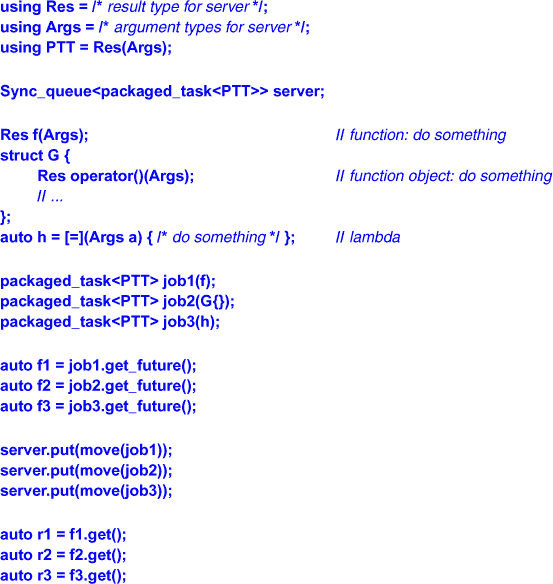 using Res = /* result type for server */;
using Args = /* argument types for server */;
using PTT = Res(Args);
Sync_queue<packaged_task<PTT>> server;
Res f(Args); // function: do something
struct G {
Res operator()(Args); // function object: do something
// ...
};
auto h = [=](Args a) { /* do something */ }; // lambda
packaged_task<PTT> job1(f);
packaged_task<PTT> job2(G{});
packaged_task<PTT> job3(h);
auto f1 = job1.get_future();
auto f2 = job2.get_future();
auto f3 = job3.get_future();
server.put(move(job1));
server.put(move(job2));
server.put(move(job3));
auto r1 = f1.get();
auto r2 = f2.get();
auto r3 = f3.get();